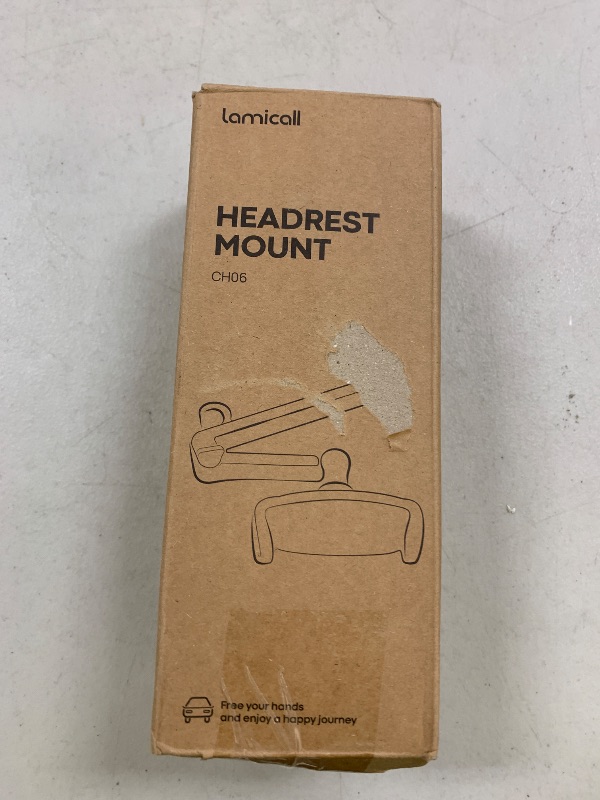 Lamicall
HEADREST
MOUNT
CH06
Free your hands
and enjoy a happy journey